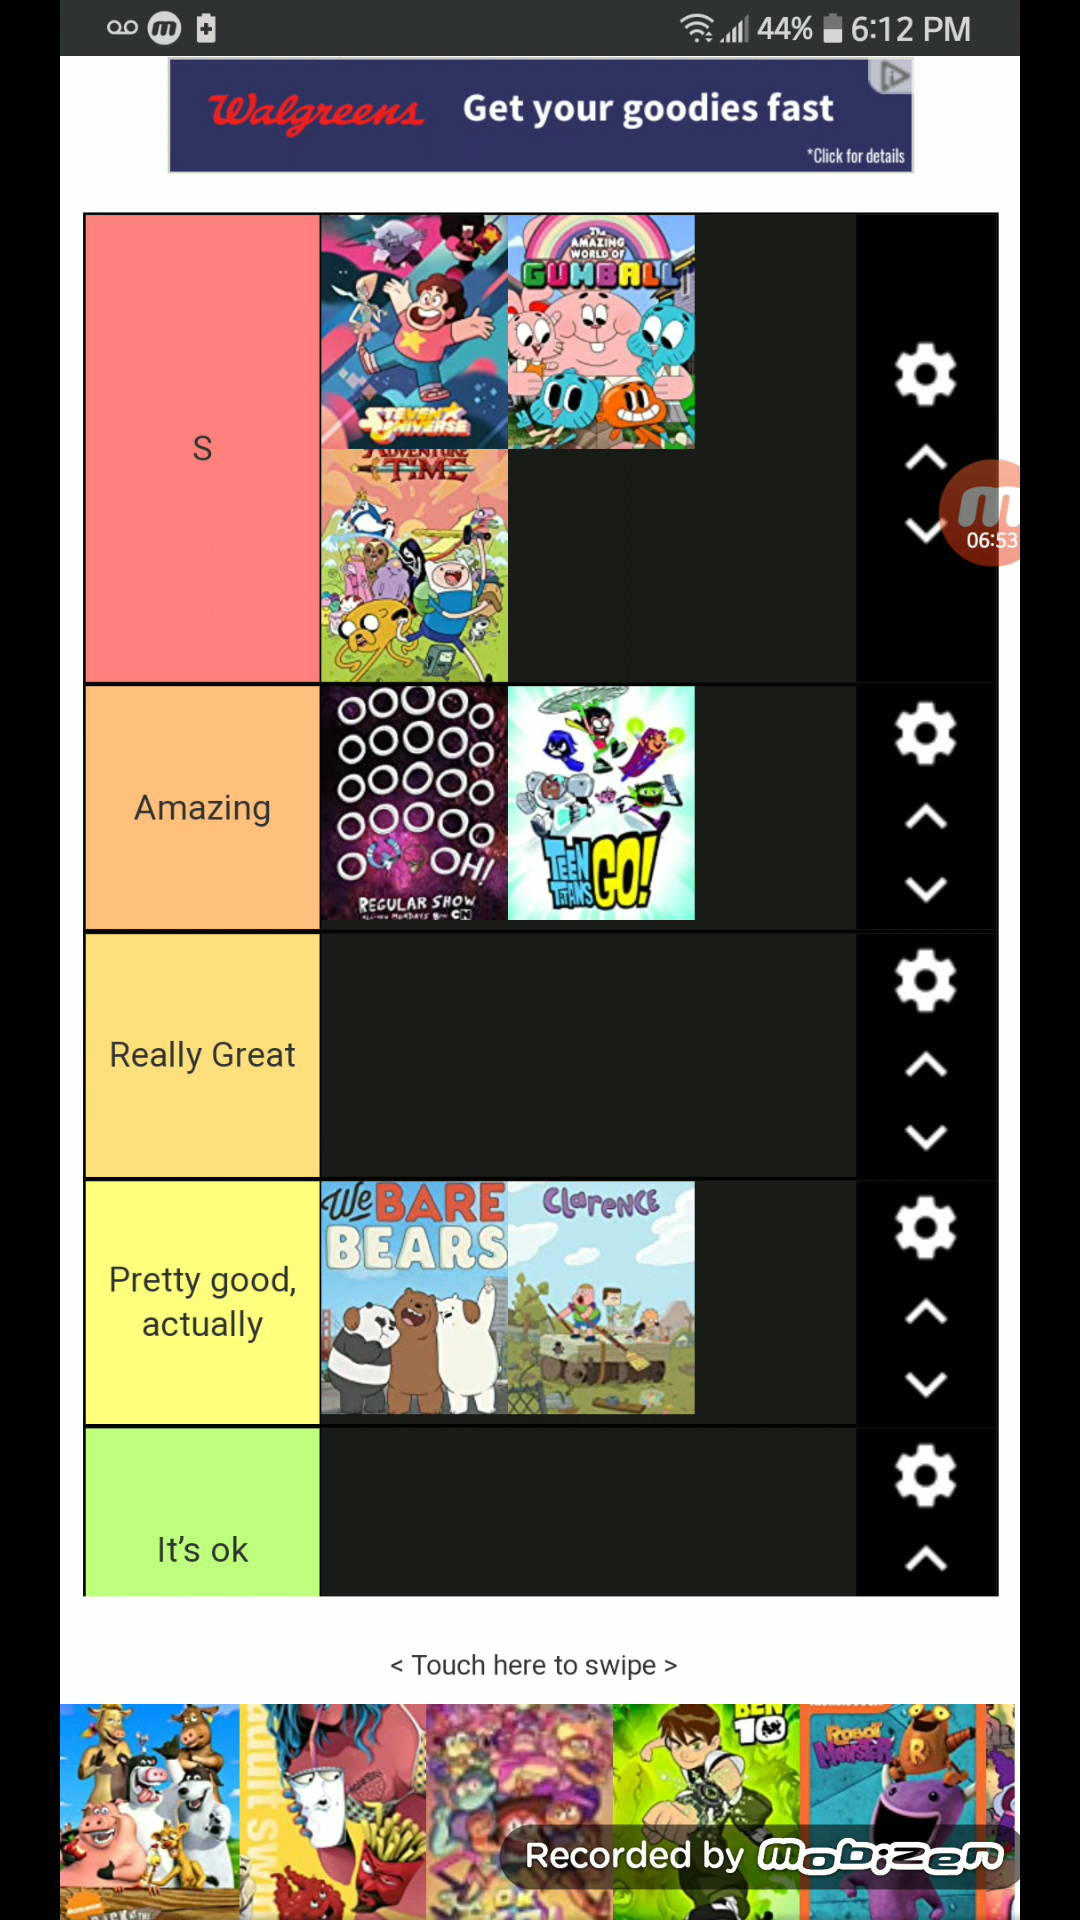 44% 6:12 PM
Walgreens Get your goodies fast
*Click for details
The
AMAZING
WORLD OF
GUMBALL
STEVEN
UNIVERSE
S
ADVENTURE
TIME
06:53
Amazing
OH!
REGULAR SHOW
CN
TEEN
TITANS
GO!
Really Great
We BARE
BEARS
CLARENCE
Pretty good,
actually
It's ok
< Touch here to swipe >
BEN
10
ROBOT
MONSTER
R
adult swim
Recorded by mobizen